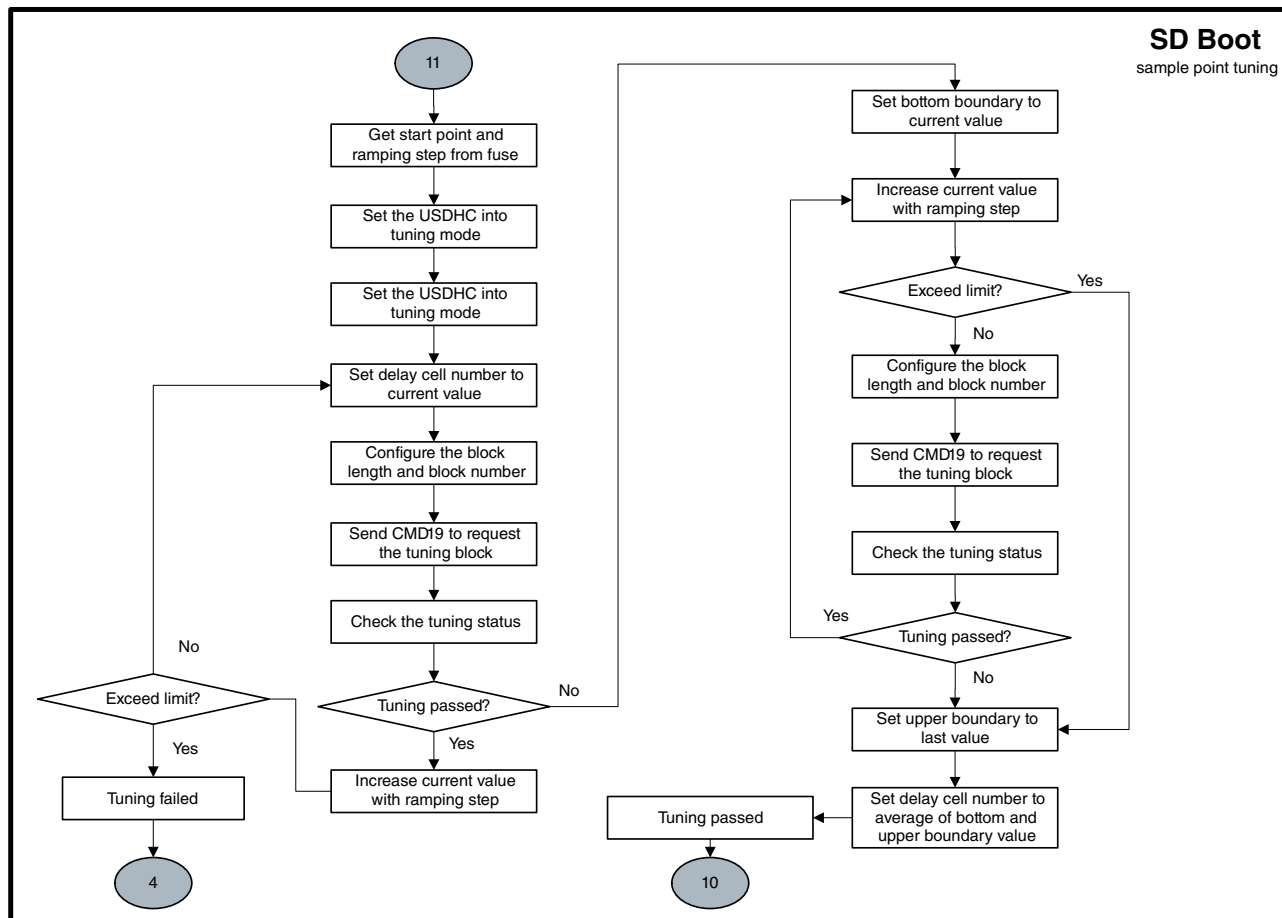 SD Boot
sample point tuning
11
Get start point and
ramping step from fuse
Set the USDHC into
tuning mode
Set the USDHC into
tuning mode
Set delay cell number to
current value
Configure the block
length and block number
Send CMD19 to request
the tuning block
Check the tuning status
Tuning passed?
No
Yes
Increase current value
with ramping step
Exceed limit?
No
Yes
Tuning failed
4
Set bottom boundary to
current value
Increase current value
with ramping step
Exceed limit?
Yes
No
Configure the block
length and block number
Send CMD19 to request
the tuning block
Check the tuning status
Tuning passed?
Yes
No
Set upper boundary to
last value
Set delay cell number to
average of bottom and
upper boundary value
Tuning passed
10